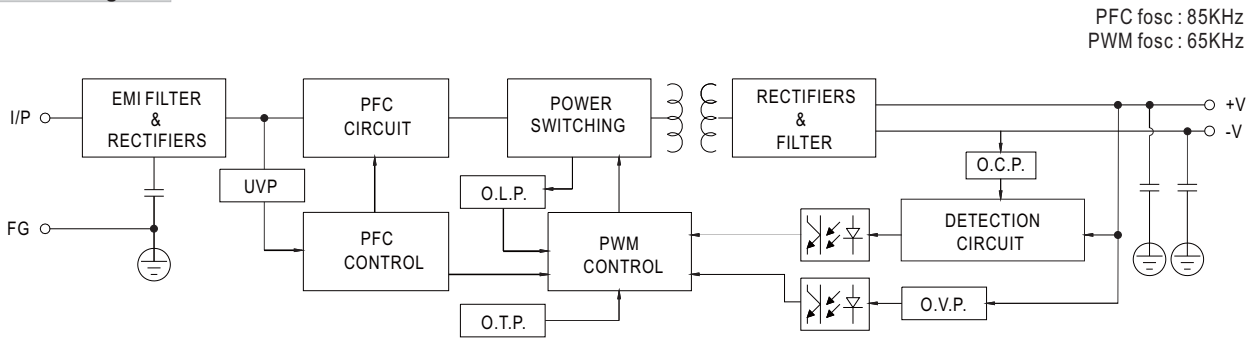 PFC fosc : 85KHz
PWM fosc : 65KHz
I/P
EMI FILTER
&
RECTIFIERS
PFC
CIRCUIT
POWER
SWITCHING
RECTIFIERS
&
FILTER
+V
-V
UVP
O.L.P.
O.C.P.
FG
PFC
CONTROL
PWM
CONTROL
DETECTION
CIRCUIT
O.T.P.
O.V.P.